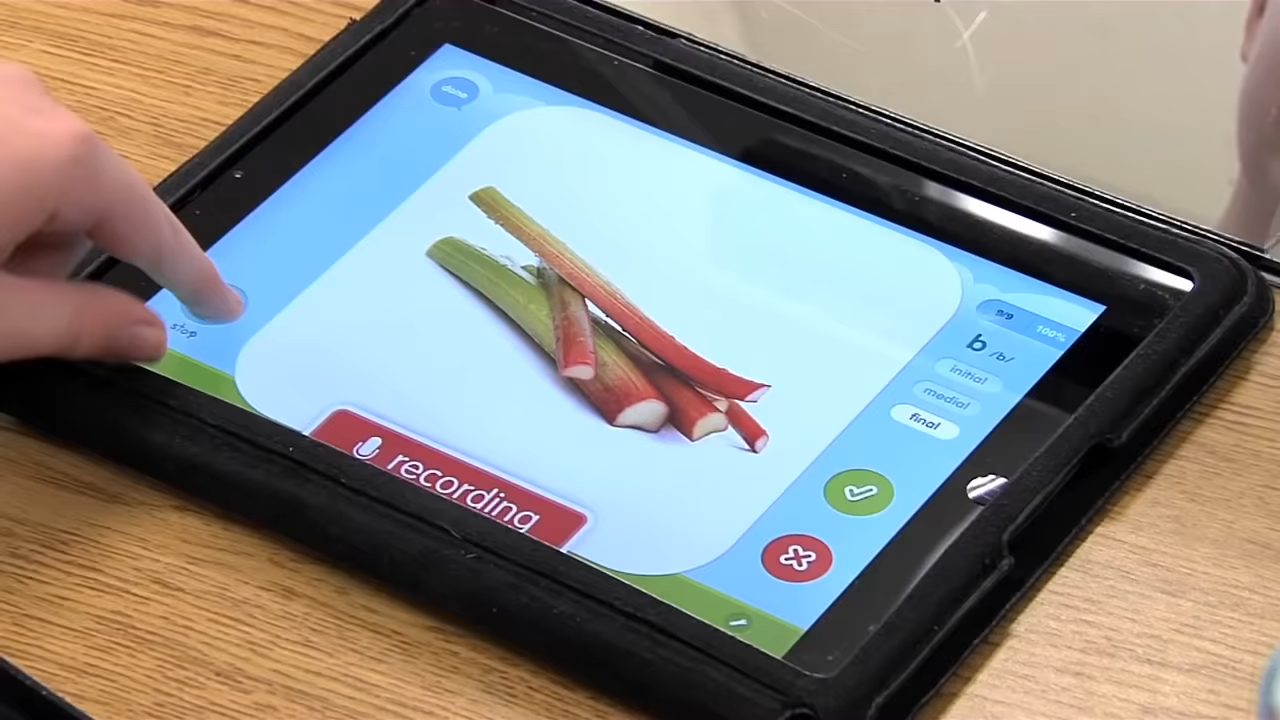 done
stop
recording
9/9 100%
b /b/
initial
medial
final